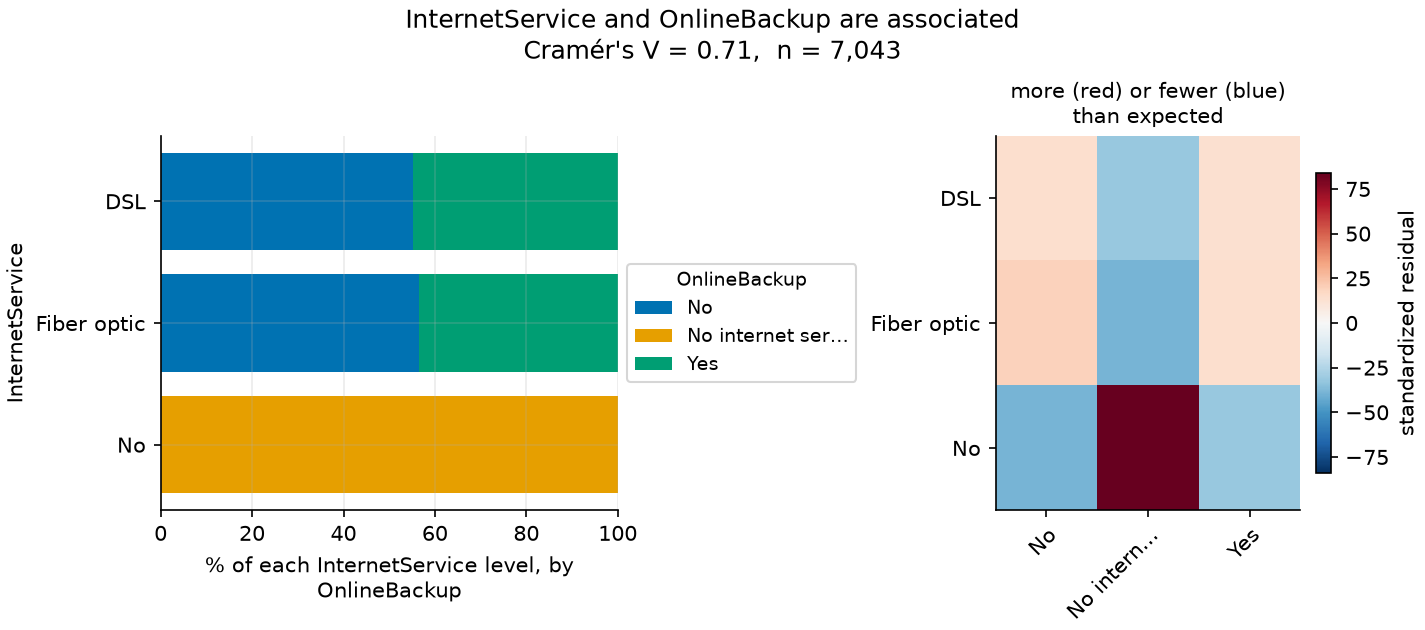 InternetService and OnlineBackup are associated
Cramér's V = 0.71,  n = 7,043
InternetService
DSL
Fiber optic
No
0 20 40 60 80 100
% of each InternetService level, by
OnlineBackup
OnlineBackup
No
No internet ser...
Yes
more (red) or fewer (blue)
than expected
DSL
Fiber optic
No
No
No intern...
Yes
75
50
25
0
−25
−50
−75
standardized residual